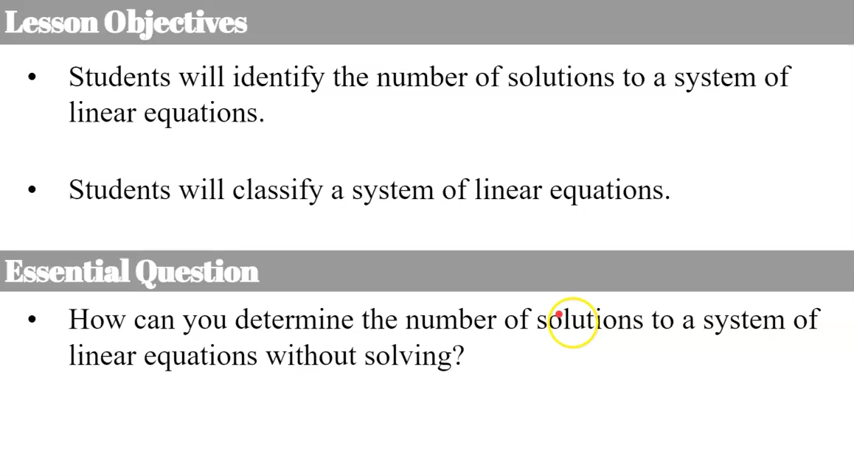 Lesson Objectives
• Students will identify the number of solutions to a system of
linear equations.
• Students will classify a system of linear equations.
Essential Question
• How can you determine the number of solutions to a system of
linear equations without solving?